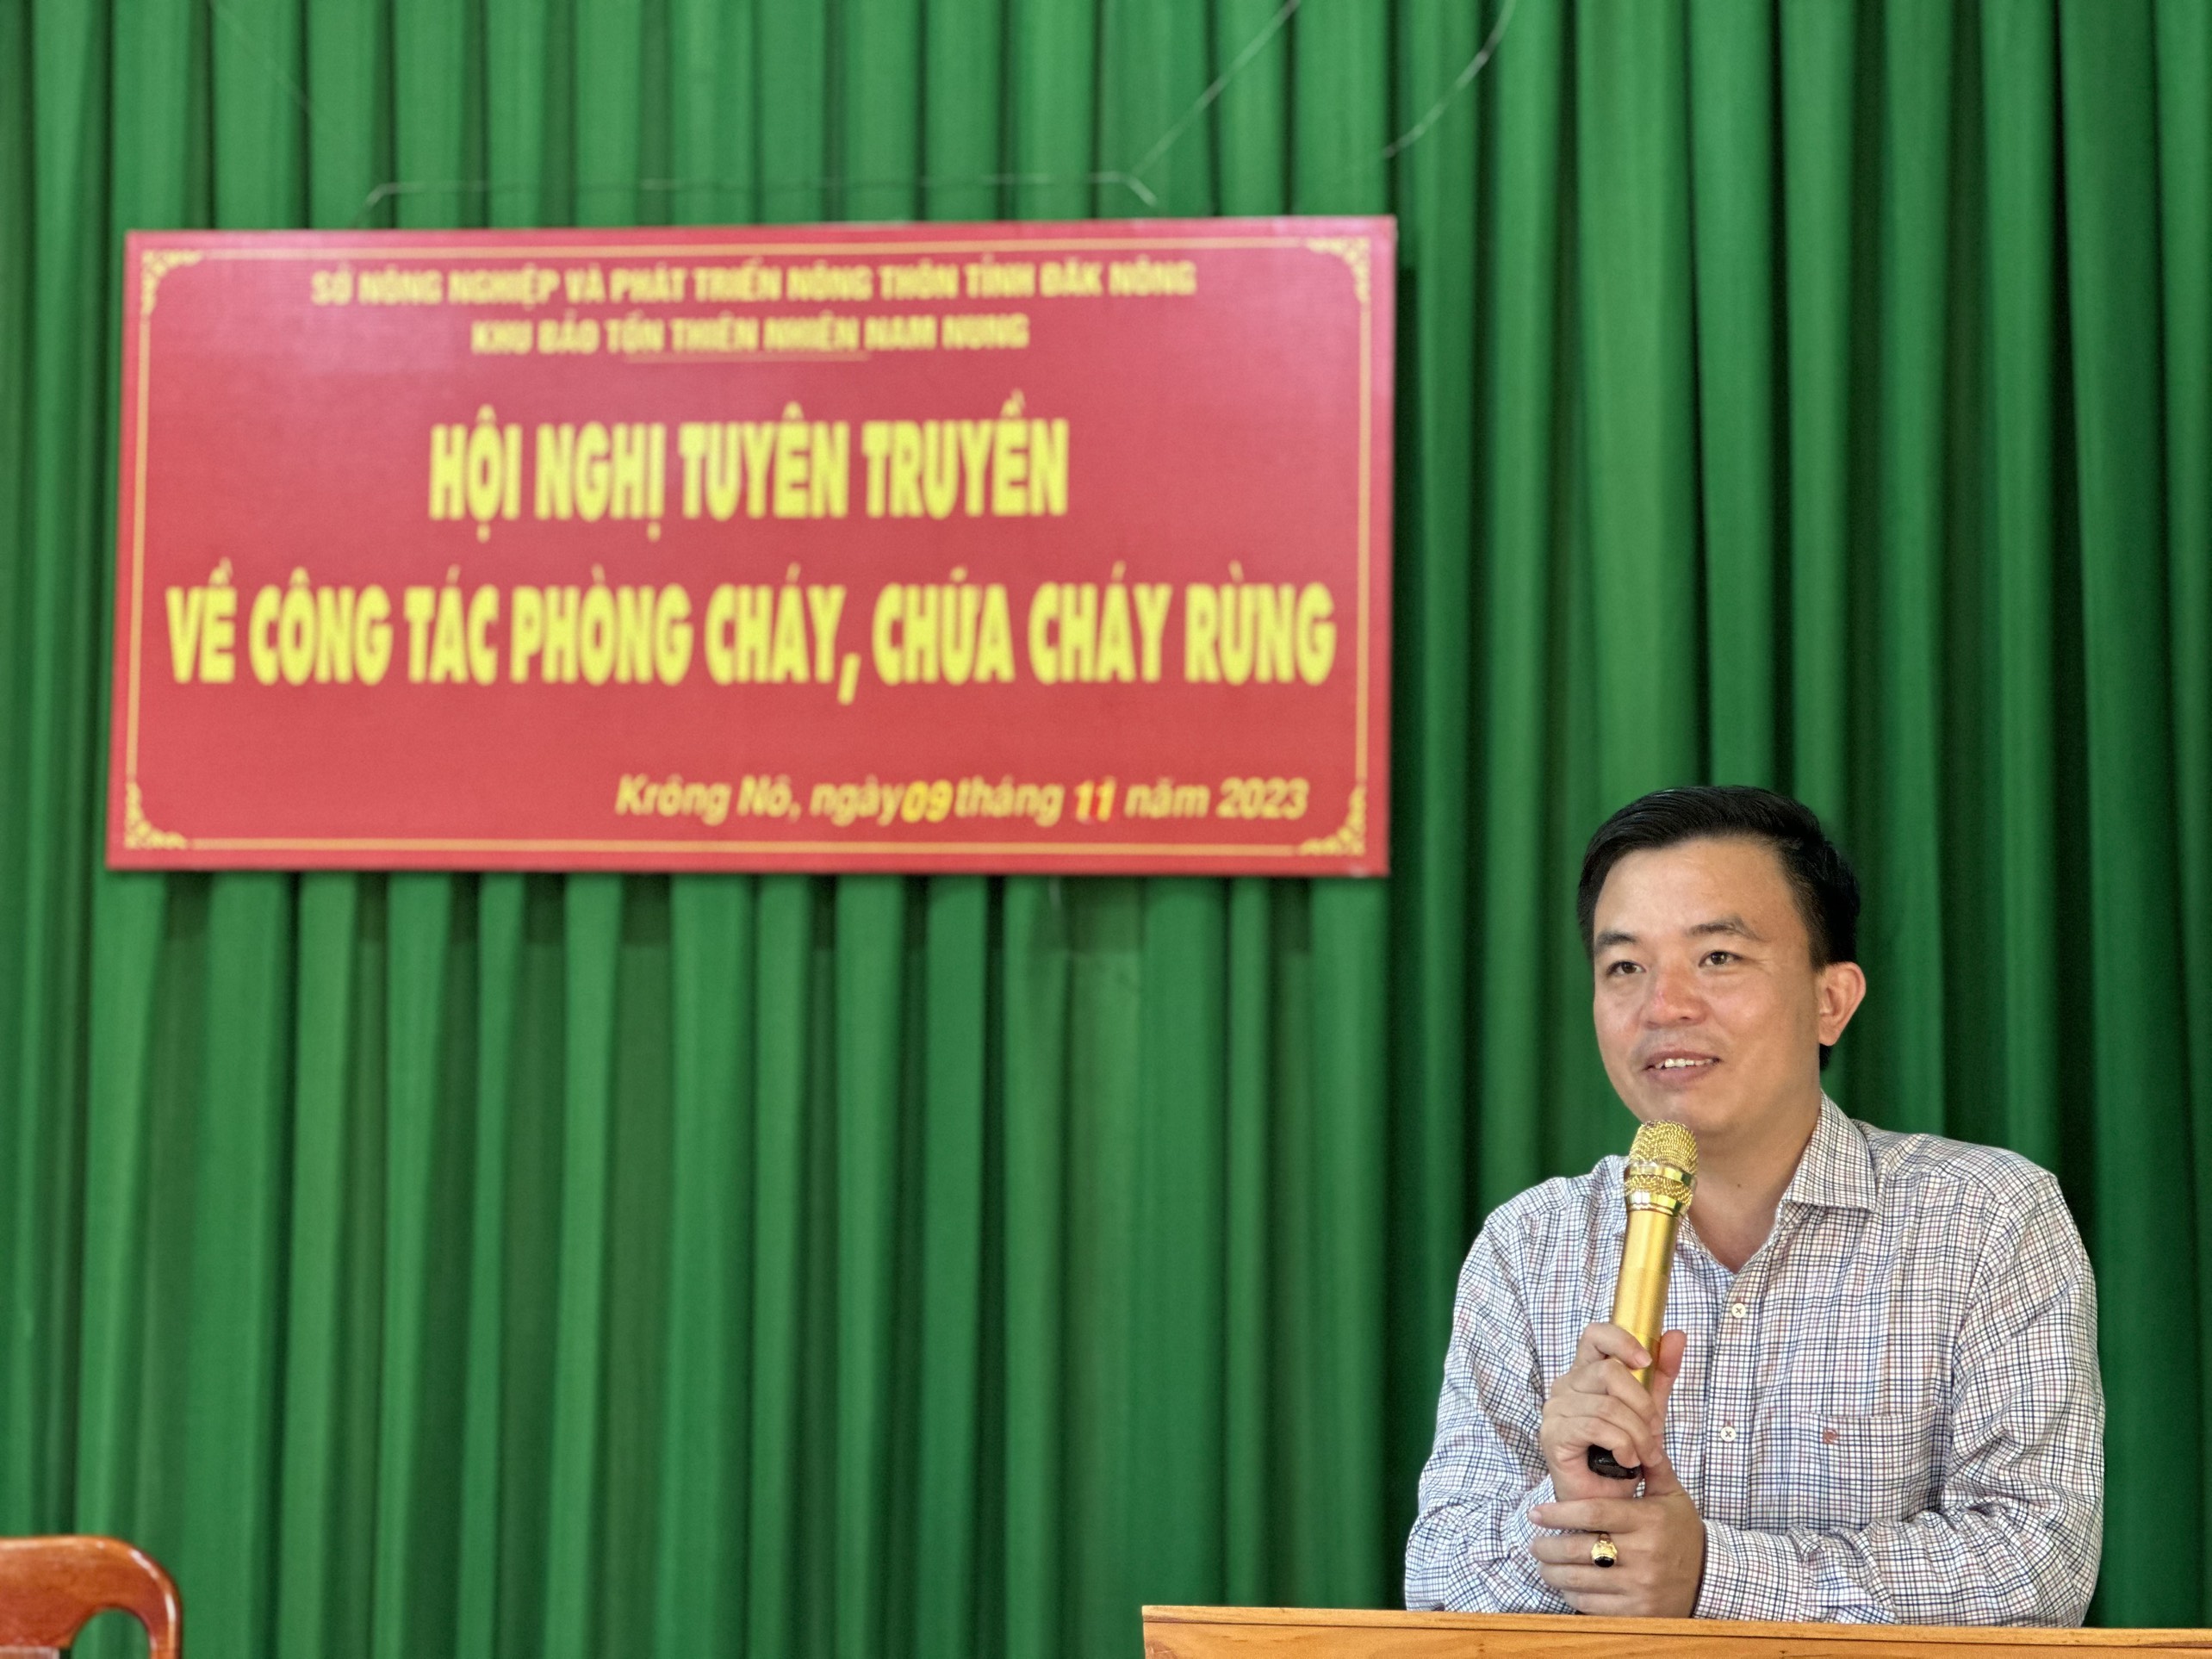 SỞ NÔNG NGHIỆP VÀ PHÁT TRIỂN NÔNG THÔN TỈNH ĐĂK NÔNG
KHU BẢO TỒN THIÊN NHIÊN NAM NUNG
HỘI NGHỊ TUYÊN TRUYỀN
VỀ CÔNG TÁC PHÒNG CHÁY, CHỮA CHÁY RỪNG
Krông Nô, ngày 09 tháng 11 năm 2023